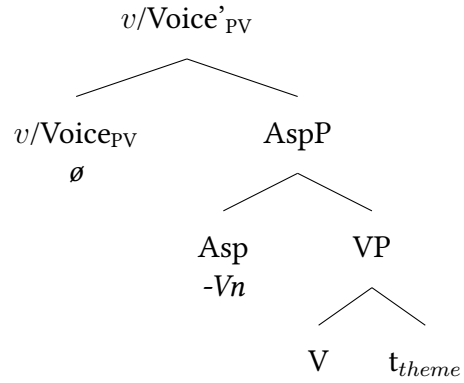 v/Voice’PV
v/VoicePV AspP
ø
Asp VP
-Vn
V ttheme